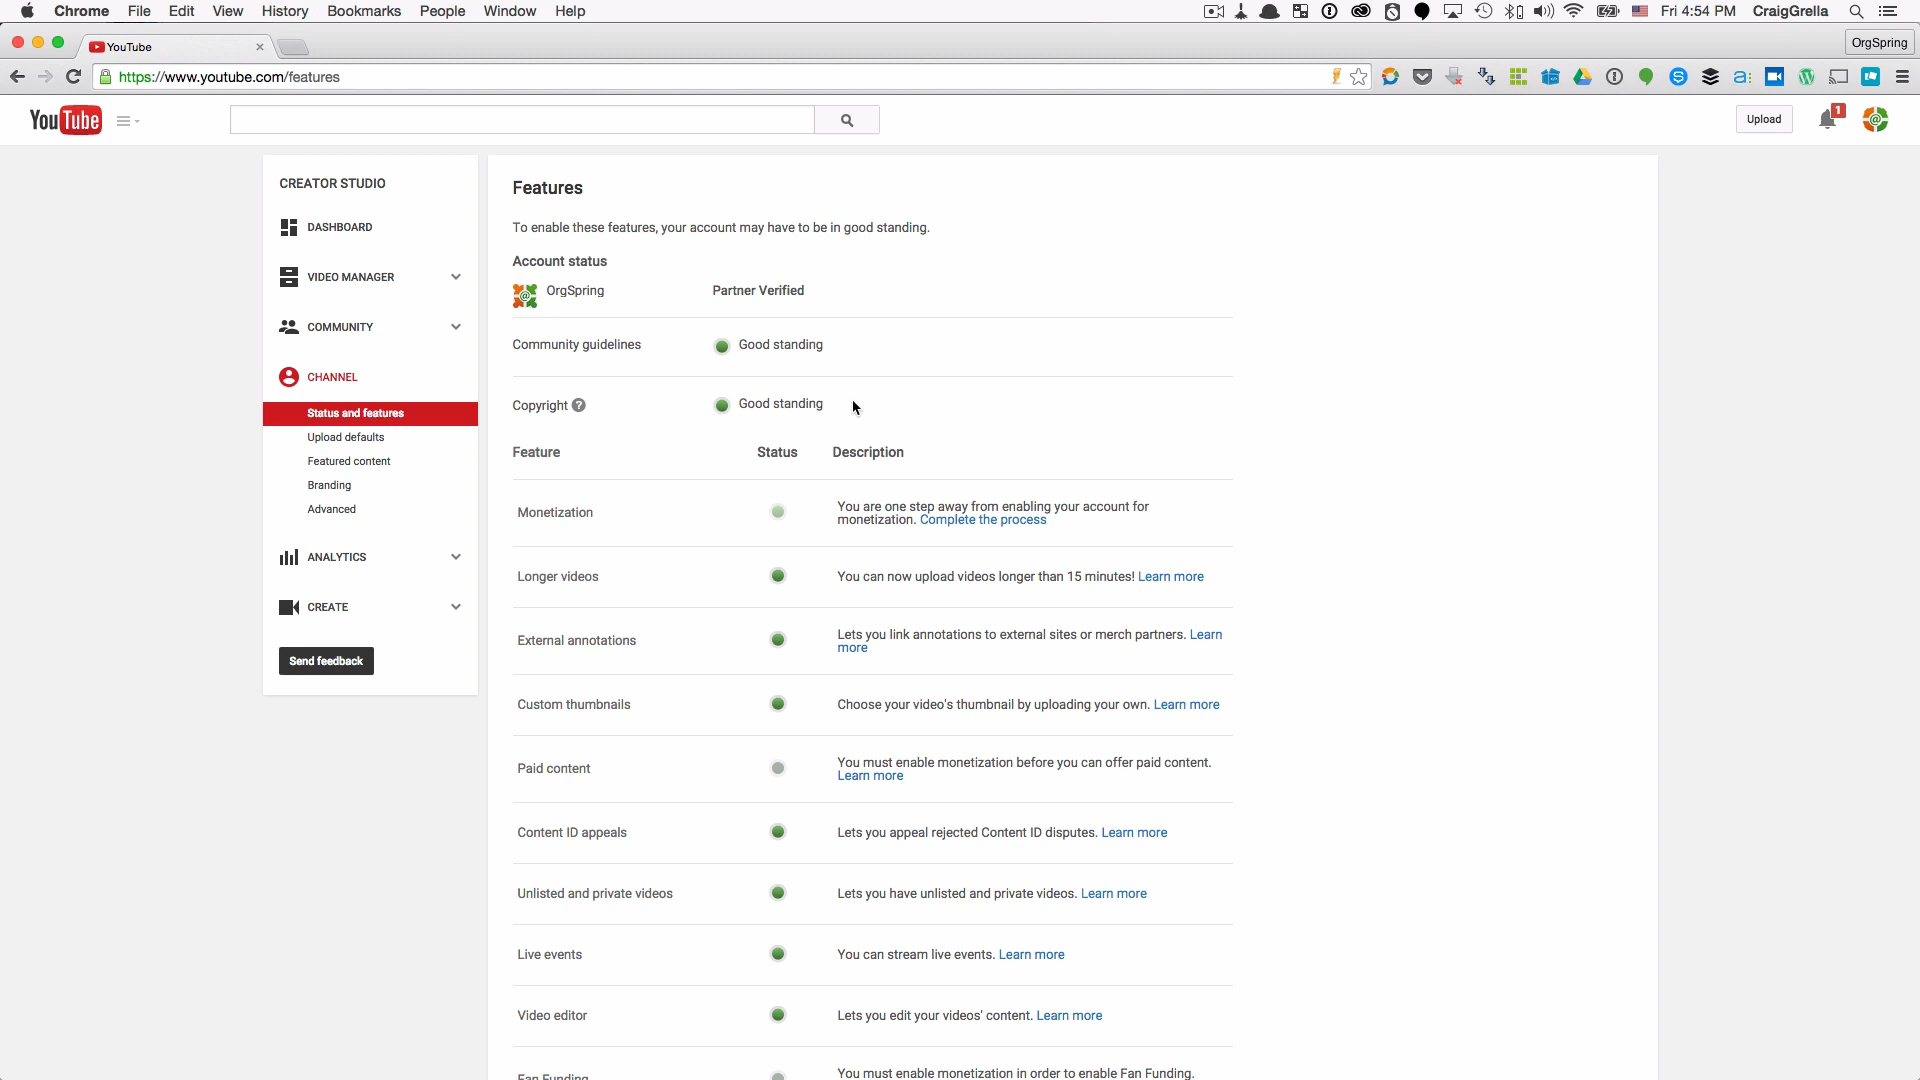 Chrome File Edit View History Bookmarks People Window Help Fri 4:54 PM CraigGrella
YouTube OrgSpring
https://www.youtube.com/features
YouTube Upload 1
CREATOR STUDIO
DASHBOARD
VIDEO MANAGER
COMMUNITY
CHANNEL
Status and features
Upload defaults
Featured content
Branding
Advanced
ANALYTICS
CREATE
Send feedback
Features
To enable these features, your account may have to be in good standing.
Account status
OrgSpring Partner Verified
Community guidelines Good standing
Copyright ? Good standing
Feature Status Description
Monetization You are one step away from enabling your account for
monetization. Complete the process
Longer videos You can now upload videos longer than 15 minutes! Learn more
External annotations Lets you link annotations to external sites or merch partners. Learn
more
Custom thumbnails Choose your video's thumbnail by uploading your own. Learn more
Paid content You must enable monetization before you can offer paid content.
Learn more
Content ID appeals Lets you appeal rejected Content ID disputes. Learn more
Unlisted and private videos Lets you have unlisted and private videos. Learn more
Live events You can stream live events. Learn more
Video editor Lets you edit your videos' content. Learn more
Fan Funding You must enable monetization in order to enable Fan Funding.